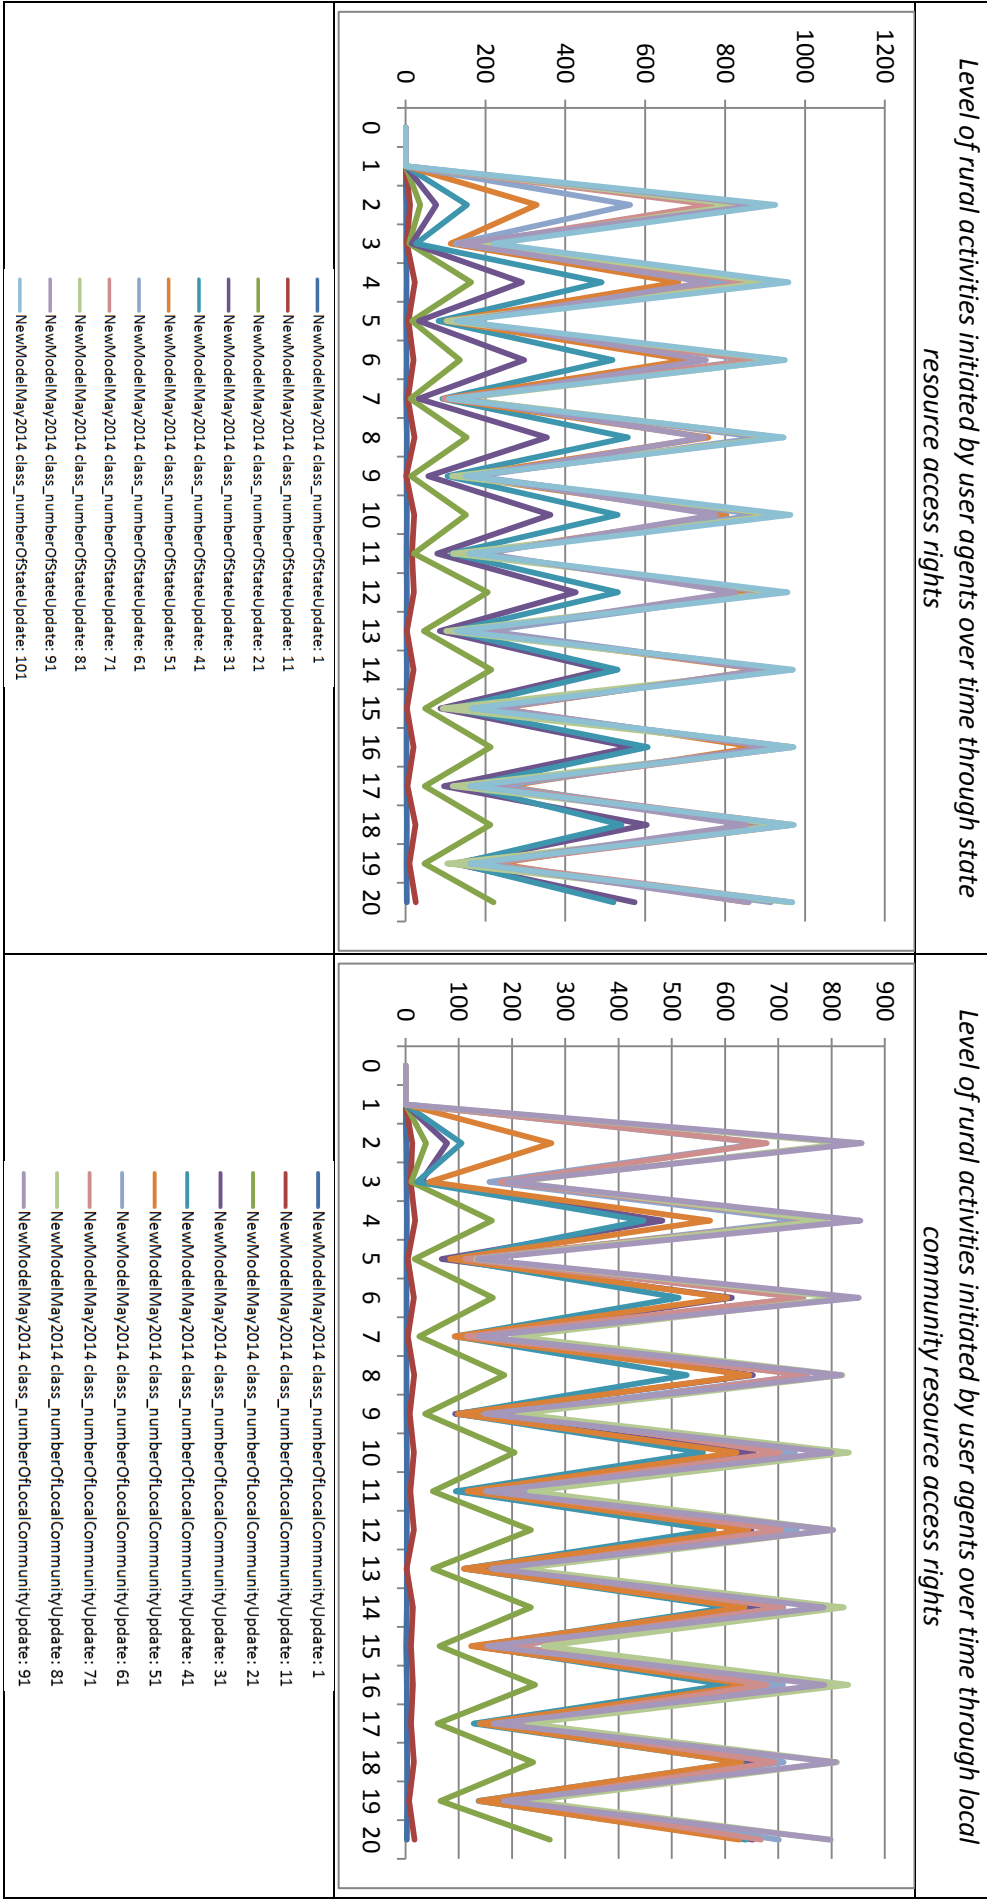 Level of rural activities initiated by user agents over time through state
resource access rights
1200
1000
800
600
400
200
0
0 1 2 3 4 5 6 7 8 9 10 11 12 13 14 15 16 17 18 19 20
NewModelMay2014 class_numberOfStateUpdate: 1
NewModelMay2014 class_numberOfStateUpdate: 11
NewModelMay2014 class_numberOfStateUpdate: 21
NewModelMay2014 class_numberOfStateUpdate: 31
NewModelMay2014 class_numberOfStateUpdate: 41
NewModelMay2014 class_numberOfStateUpdate: 51
NewModelMay2014 class_numberOfStateUpdate: 61
NewModelMay2014 class_numberOfStateUpdate: 71
NewModelMay2014 class_numberOfStateUpdate: 81
NewModelMay2014 class_numberOfStateUpdate: 91
NewModelMay2014 class_numberOfStateUpdate: 101
Level of rural activities initiated by user agents over time through local
community resource access rights
900
800
700
600
500
400
300
200
100
0
0 1 2 3 4 5 6 7 8 9 10 11 12 13 14 15 16 17 18 19 20
NewModelMay2014 class_numberOfLocalCommunityUpdate: 1
NewModelMay2014 class_numberOfLocalCommunityUpdate: 11
NewModelMay2014 class_numberOfLocalCommunityUpdate: 21
NewModelMay2014 class_numberOfLocalCommunityUpdate: 31
NewModelMay2014 class_numberOfLocalCommunityUpdate: 41
NewModelMay2014 class_numberOfLocalCommunityUpdate: 51
NewModelMay2014 class_numberOfLocalCommunityUpdate: 61
NewModelMay2014 class_numberOfLocalCommunityUpdate: 71
NewModelMay2014 class_numberOfLocalCommunityUpdate: 81
NewModelMay2014 class_numberOfLocalCommunityUpdate: 91